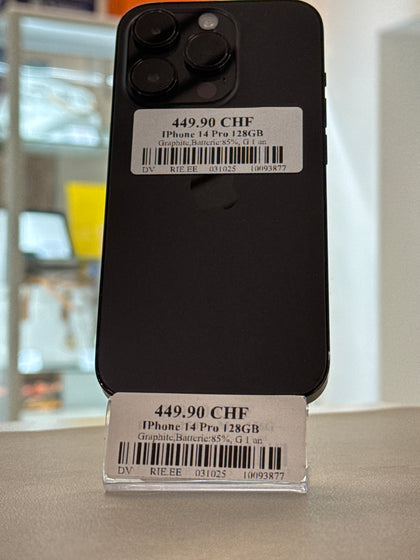 449.90 CHF
IPhone 14 Pro 128GB
Graphite,Batterie:85%, G 1 an
DV RIE.EE 031025 10093877
449.90 CHF
IPhone 14 Pro 128GB
Graphite,Batterie:85%, G 1 an
DV RIE.EE 031025 10093877